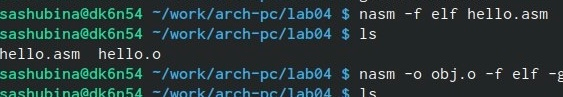 sashubina@dk6n54 ~/work/arch-pc/lab04 $ nasm -f elf hello.asm
sashubina@dk6n54 ~/work/arch-pc/lab04 $ ls
hello.asm  hello.o
sashubina@dk6n54 ~/work/arch-pc/lab04 $ nasm -o obj.o -f elf -g
sashubina@dk6n54 ~/work/arch-pc/lab04 $ ls